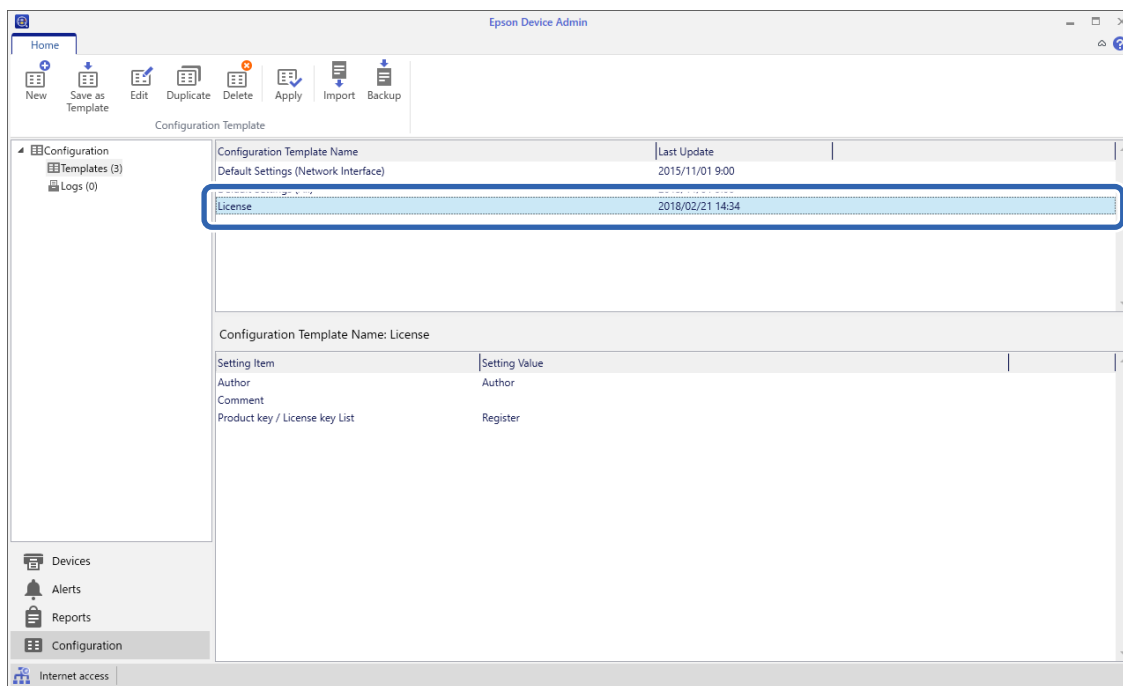 Epson Device Admin
Home
New
Save as
Template
Edit
Duplicate
Delete
Apply
Import
Backup
Configuration Template
Configuration
Templates (3)
Logs (0)
Configuration Template Name Last Update
Default Settings (Network Interface) 2015/11/01 9:00
License 2018/02/21 14:34
Configuration Template Name: License
Setting Item Setting Value
Author Author
Comment
Product key / License key List Register
Devices
Alerts
Reports
Configuration
Internet access